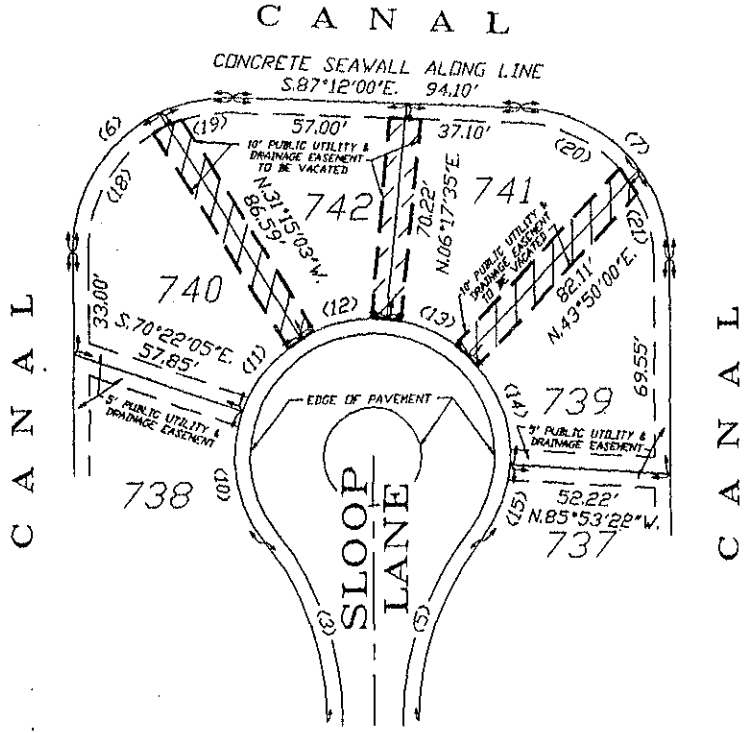 CANAL
CONCRETE SEAWALL ALONG LINE
S.87°12'00"E. 94.10'
57.00'
37.10'
(6)
(19)
(20)
(7)
(18)
10' PUBLIC UTILITY &
DRAINAGE EASEMENT
TO BE VACATED
742
741
N.31°15'03"W.
86.59'
70.22'
N.06°17'35"E
10' PUBLIC UTILITY &
DRAINAGE EASEMENT
TO BE VACATED
(21)
82.11'
N.43°50'00"E.
740
33.00'
S.70°22'05"E.
57.85'
(11)
(12)
(13)
(14)
739
69.55'
5' PUBLIC UTILITY &
DRAINAGE EASEMENT
EDGE OF PAVEMENT
5' PUBLIC UTILITY &
DRAINAGE EASEMENT
738
(10)
(15)
52.22'
N.85°53'22"W.
737
SLOOP
LANE
(3)
(5)
CANAL
CANAL